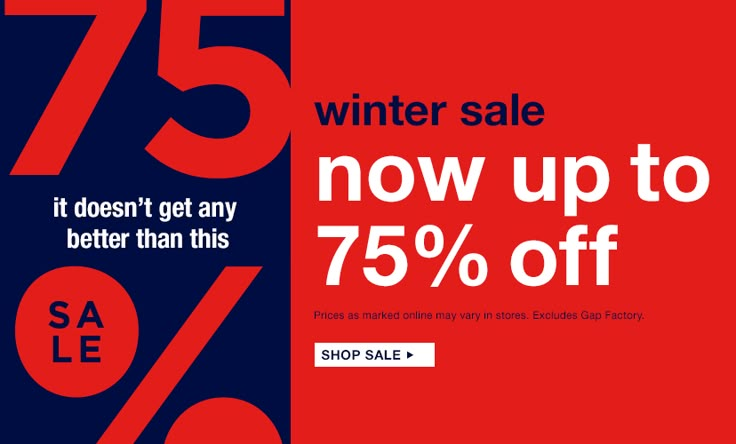 75
it doesn't get any
better than this
SA
LE
%
winter sale
now up to
75% off
Prices as marked online may vary in stores. Excludes Gap Factory.
SHOP SALE ▸